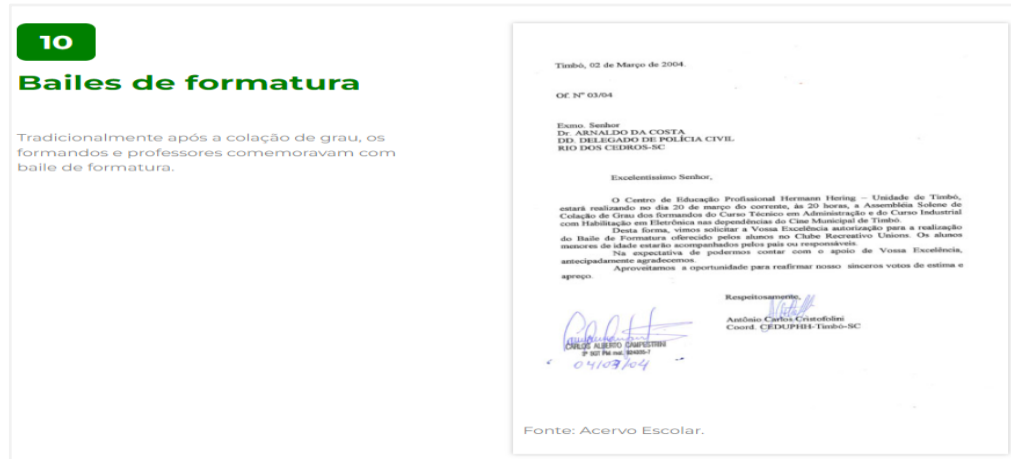 10
Bailes de formatura
Tradicionalmente após a colação de grau, os
formandos e professores comemoravam com
baile de formatura.
Timbó, 02 de Março de 2004.
Of. Nº 03/04
Exmo. Senhor
Dr. ARNALDO DA COSTA
DD. DELEGADO DE POLÍCIA CIVIL
RIO DOS CEDROS-SC
Excelentíssimo Senhor,
O Centro de Educação Profissional Hermann Hering – Unidade de Timbó,
estará realizando no dia 20 de março do corrente, às 20 horas, a Assembléia Solene de
Colação de Grau dos formandos do Curso Técnico em Administração e do Curso Industrial
com Habilitação em Eletrônica nas dependências do Cine Municipal de Timbó.
Desta forma, vimos solicitar a Vossa Excelência autorização para a realização
do Baile de Formatura oferecido pelos alunos no Clube Recreativo Unions. Os alunos
menores de idade estarão acompanhados pelos pais ou responsáveis.
Na expectativa de podermos contar com o apoio de Vossa Excelência,
antecipadamente agradecemos.
Aproveitamos a oportunidade para reafirmar nosso sinceros votos de estima e
apreço.
Respeitosamente,
Antônio Carlos Cristofolini
Coord. CEDUPHH-Timbó-SC
CARLOS ALBERTO CAMPESTRINI
04/03/04
Fonte: Acervo Escolar.